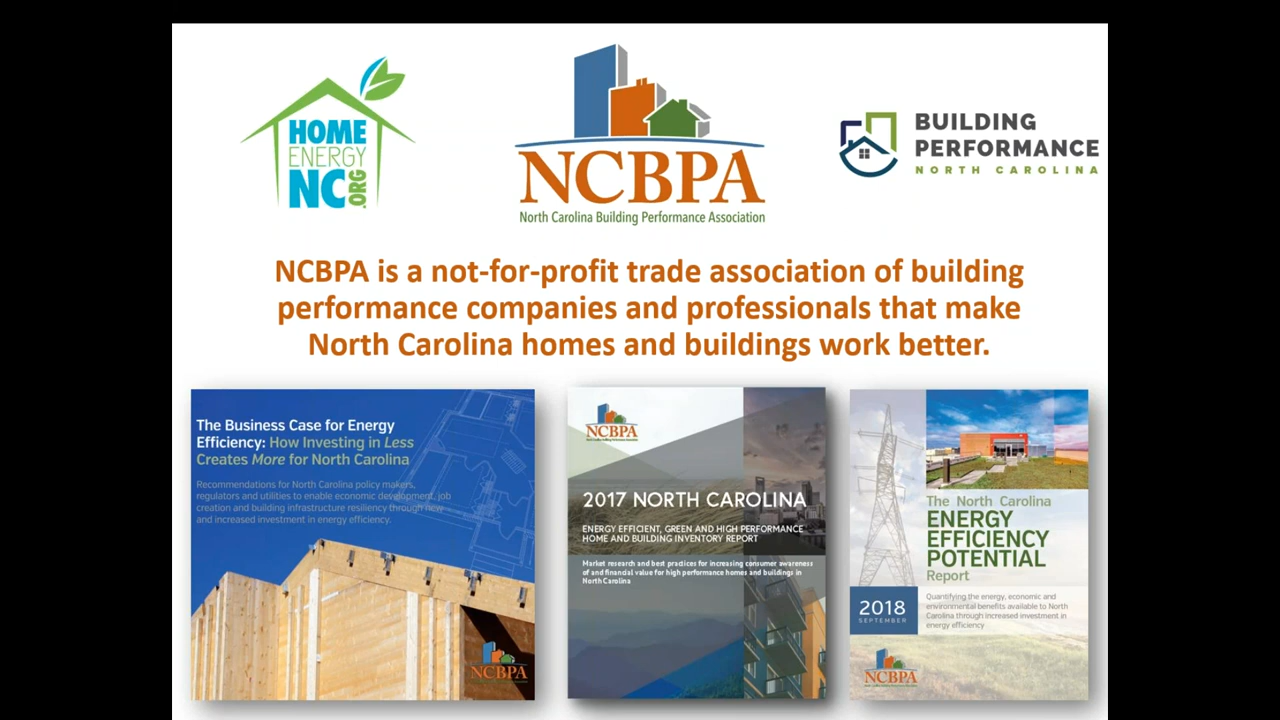 HOME
ENERGY
NC.ORG
NCBPA
North Carolina Building Performance Association
BUILDING
PERFORMANCE
NORTH CAROLINA
NCBPA is a not-for-profit trade association of building
performance companies and professionals that make
North Carolina homes and buildings work better.
The Business Case for Energy
Efficiency: How Investing in Less
Creates More for North Carolina
Recommendations for North Carolina policy makers,
regulators and utilities to enable economic development, job
creation and building infrastructure resiliency through new
and increased investment in energy efficiency.
NCBPA
NCBPA
2017 NORTH CAROLINA
ENERGY EFFICIENT, GREEN AND HIGH PERFORMANCE
HOME AND BUILDING INVENTORY REPORT
Market research and best practices for increasing consumer awareness
of and financial value for high performance homes and buildings in
North Carolina
The North Carolina
ENERGY
EFFICIENCY
POTENTIAL
Report
2018
SEPTEMBER
Quantifying the energy, economic and
environmental benefits available to North
Carolina through increased investment in
energy efficiency
NCBPA